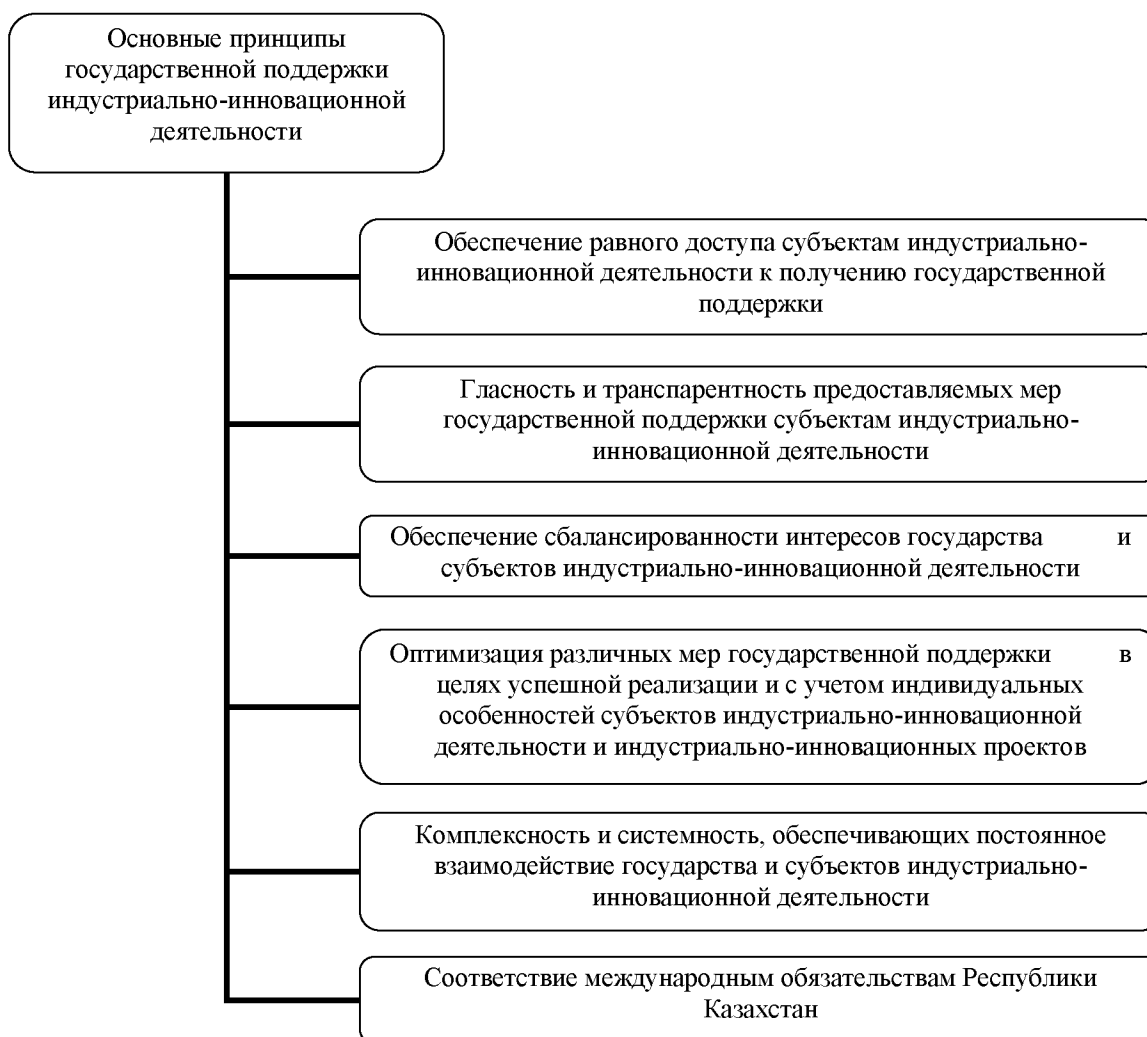 Основные принципы
государственной поддержки
индустриально-инновационной
деятельности
Обеспечение равного доступа субъектам индустриально-
инновационной деятельности к получению государственной
поддержки
Гласность и транспарентность предоставляемых мер
государственной поддержки субъектам индустриально-
инновационной деятельности
Обеспечение сбалансированности интересов государства и
субъектов индустриально-инновационной деятельности
Оптимизация различных мер государственной поддержки в
целях успешной реализации и с учетом индивидуальных
особенностей субъектов индустриально-инновационной
деятельности и индустриально-инновационных проектов
Комплексность и системность, обеспечивающих постоянное
взаимодействие государства и субъектов индустриально-
инновационной деятельности
Соответствие международным обязательствам Республики
Казахстан